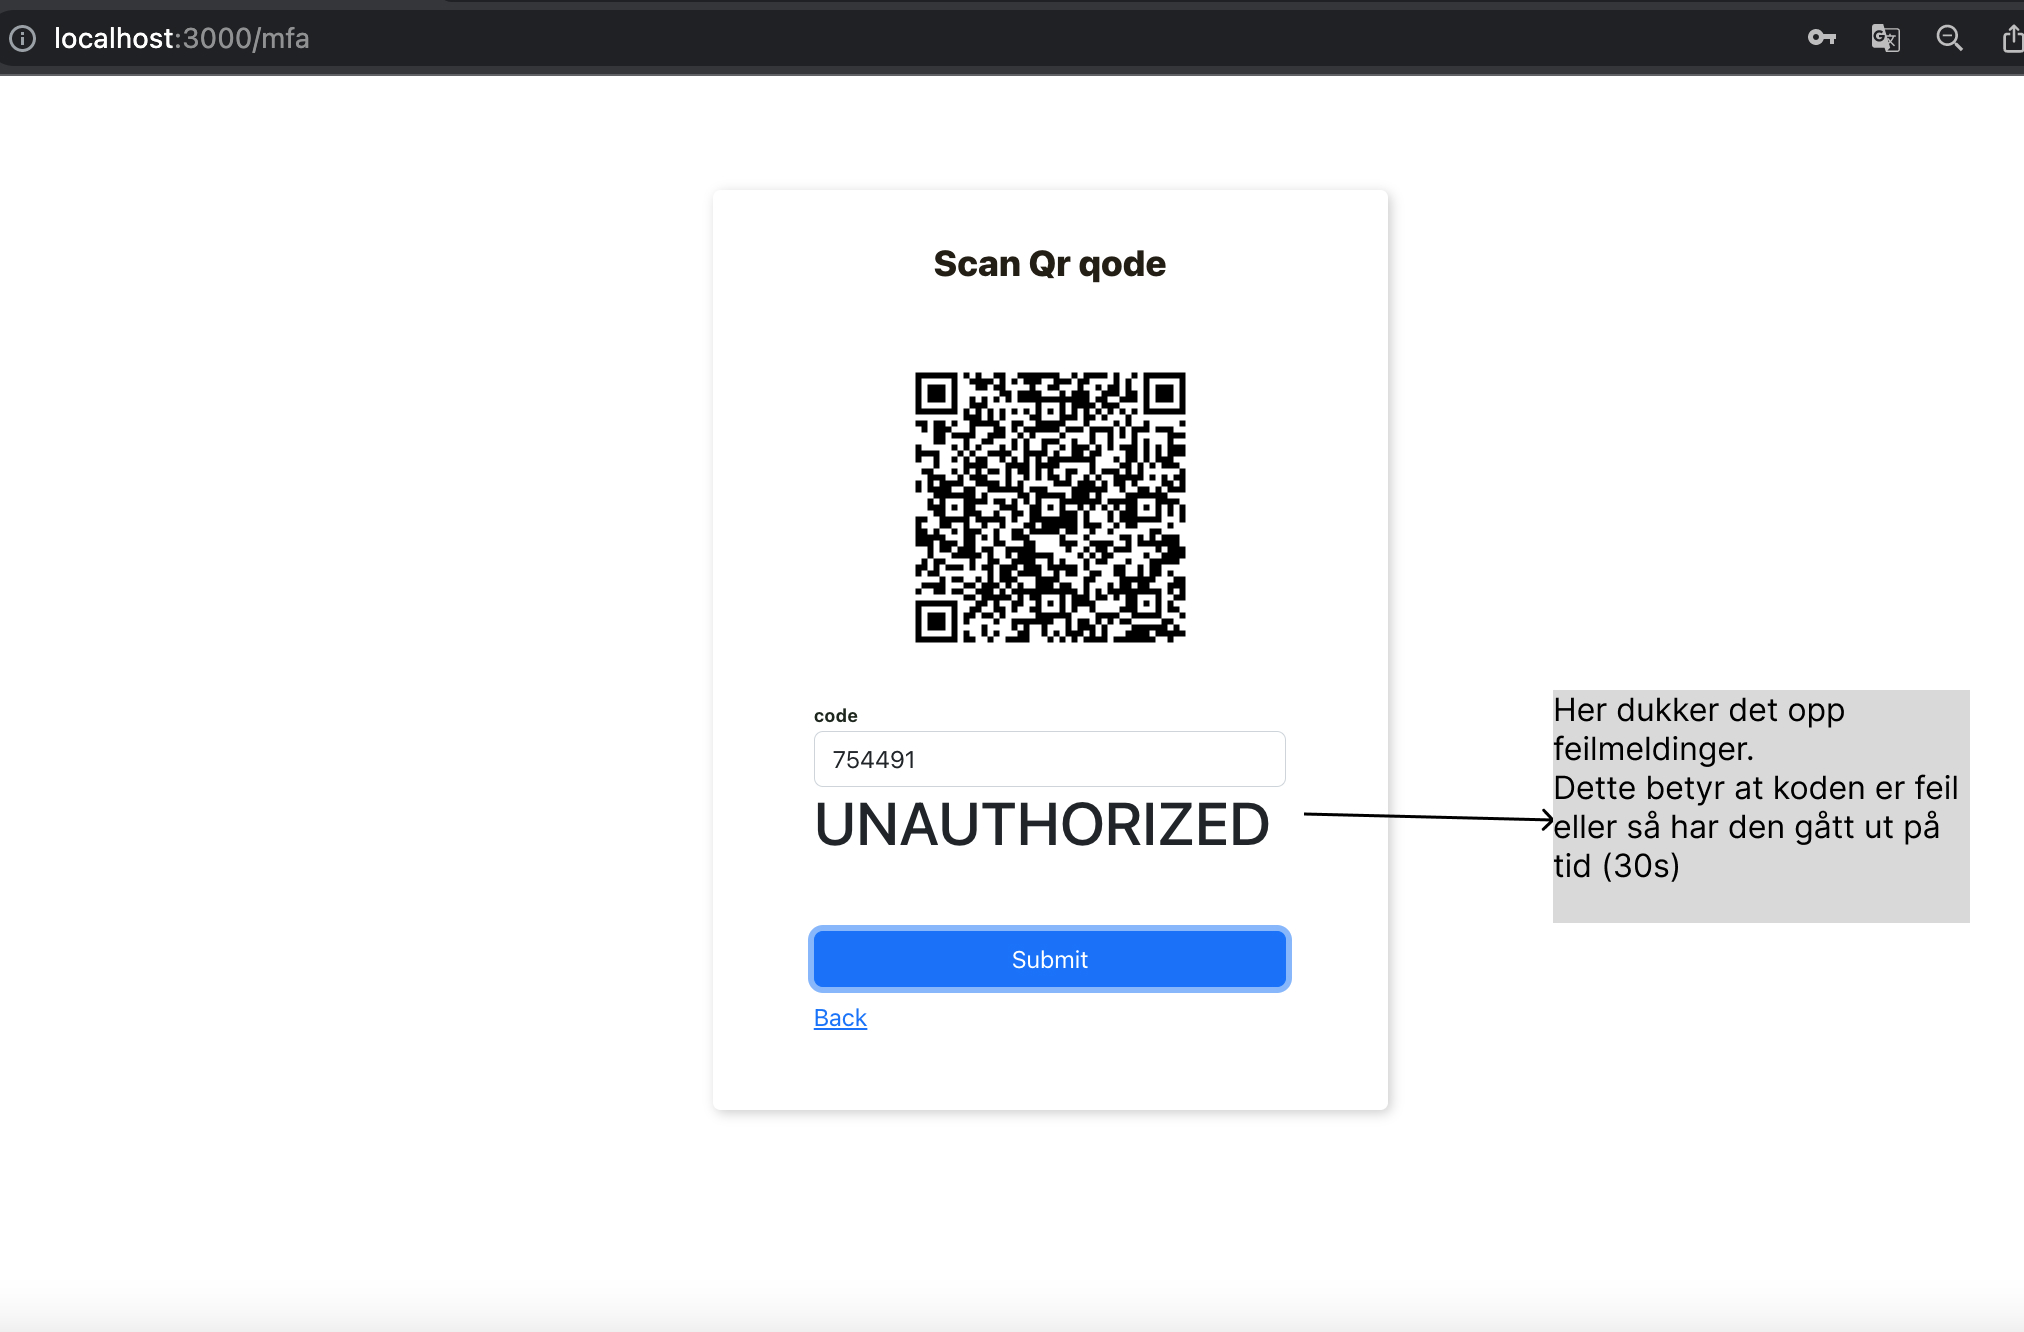 localhost:3000/mfa
Scan Qr qode
code
754491
UNAUTHORIZED
Submit
Back
Her dukker det opp
feilmeldinger.
Dette betyr at koden er feil
eller så har den gått ut på
tid (30s)